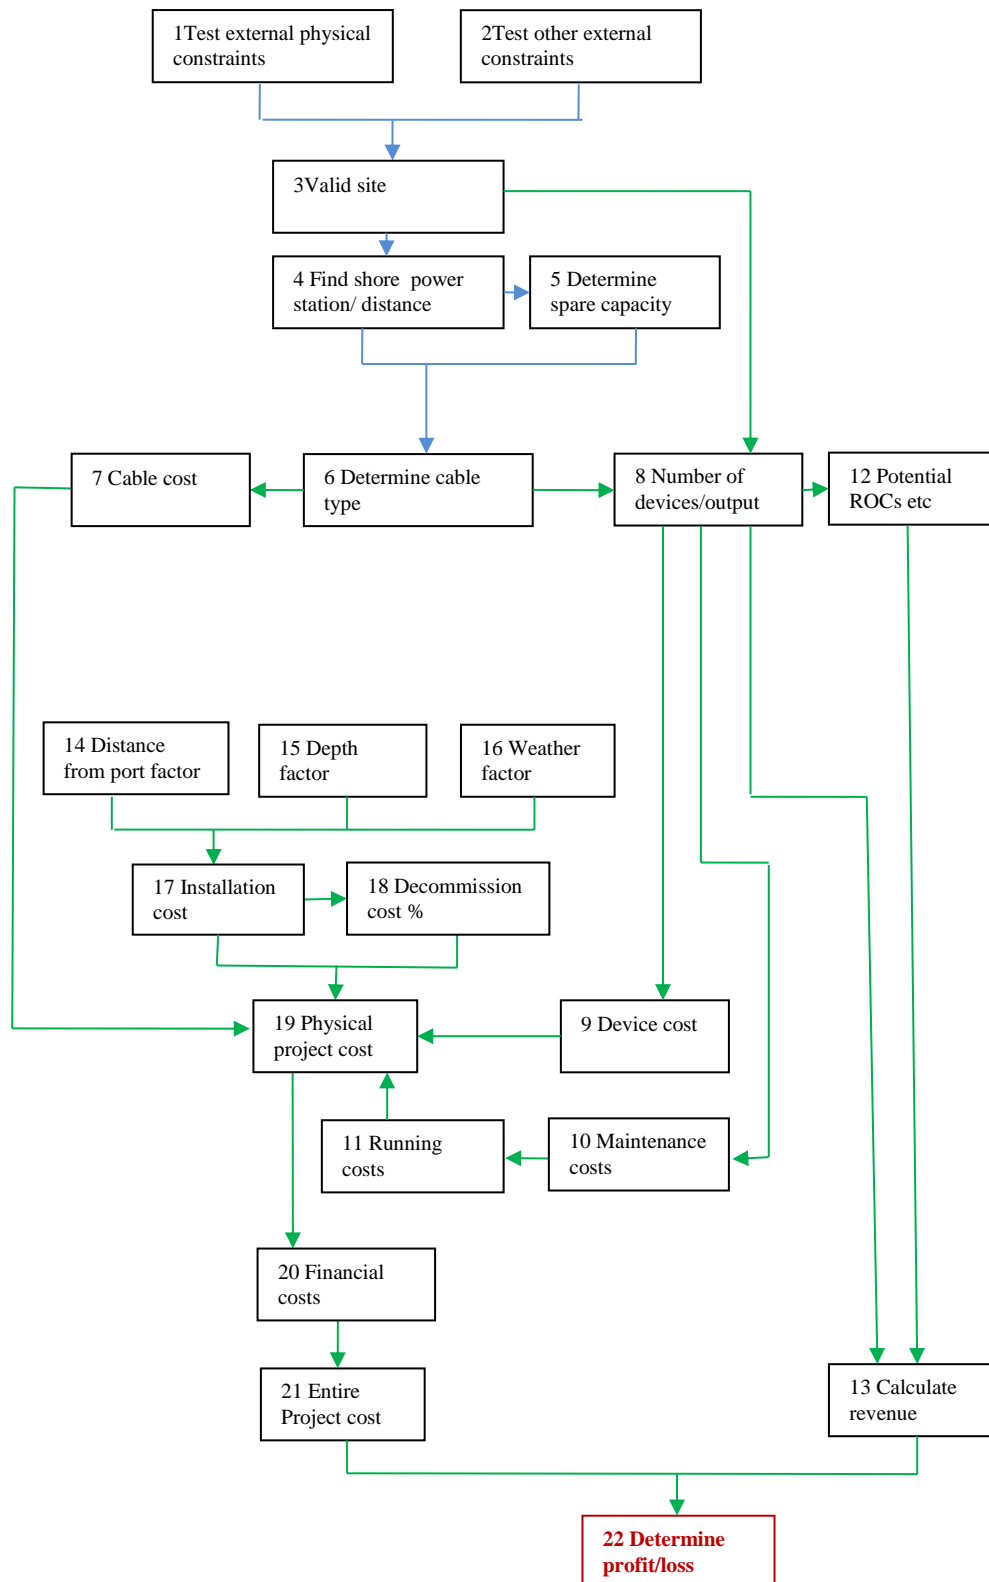 1Test external physical
constraints
2Test other external
constraints
3Valid site
4 Find shore power
station/ distance
5 Determine
spare capacity
7 Cable cost
6 Determine cable
type
8 Number of
devices/output
12 Potential
ROCs etc
14 Distance
from port factor
15 Depth
factor
16 Weather
factor
17 Installation
cost
18 Decommission
cost %
19 Physical
project cost
9 Device cost
11 Running
costs
10 Maintenance
costs
20 Financial
costs
21 Entire
Project cost
13 Calculate
revenue
22 Determine
profit/loss